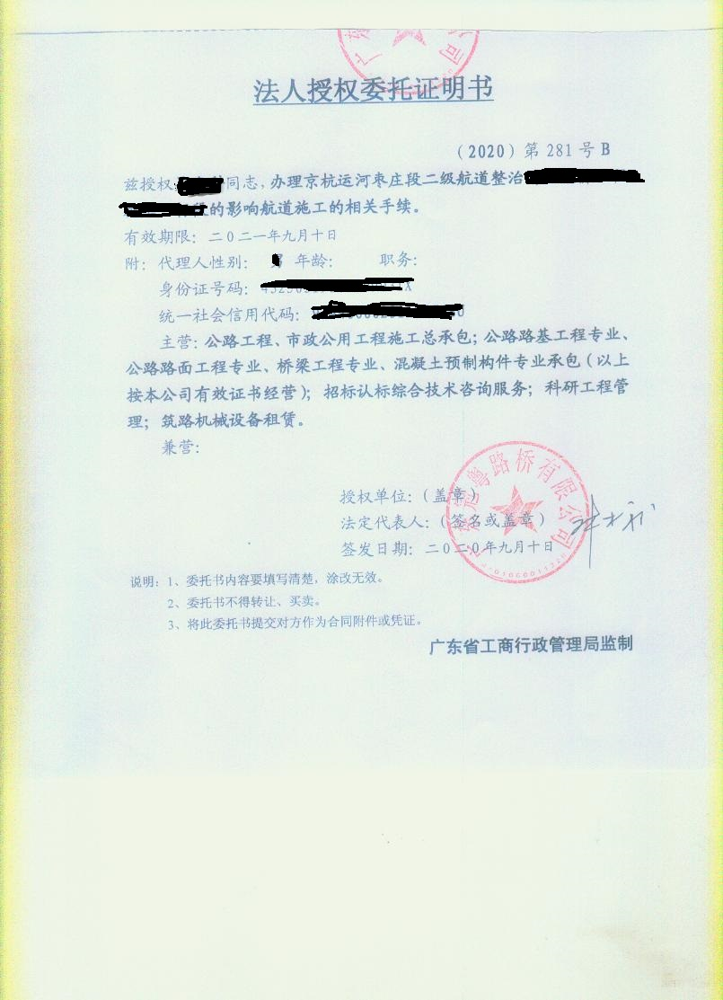 法人授权委托证明书
（2020）第 281 号 B
兹授权 同志，办理京杭运河枣庄段二级航道整治
的影响航道施工的相关手续。
有效期限：二〇二一年九月十日
附：代理人性别： 年龄： 职务：
身份证号码：
统一社会信用代码：
主营：公路工程、市政公用工程施工总承包；公路路基工程专业、
公路路面工程专业、桥梁工程专业、混凝土预制构件专业承包（以上
按本公司有效证书经营）；招标认标综合技术咨询服务；科研工程管
理；筑路机械设备租赁。
兼营：
授权单位：（盖章）
法定代表人：（签名或盖章）
签发日期：二〇二〇年九月十日
路桥有限公司
说明：1、委托书内容要填写清楚，涂改无效。
2、委托书不得转让、买卖。
3、将此委托书提交对方作为合同附件或凭证。
广东省工商行政管理局监制